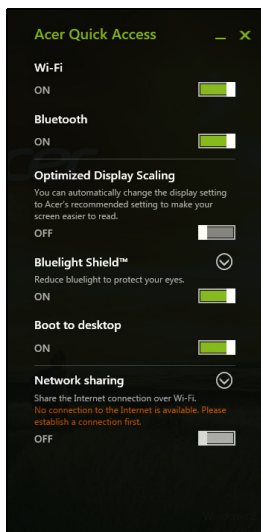 Acer Quick Access
Wi-Fi
ON
Bluetooth
ON
Optimized Display Scaling
You can automatically change the display setting
to Acer's recommended setting to make your
screen easier to read.
OFF
Bluelight Shield™
Reduce bluelight to protect your eyes.
ON
Boot to desktop
ON
Network sharing
Share the Internet connection over Wi-Fi.
No connection to the Internet is available. Please
establish a connection first.
OFF